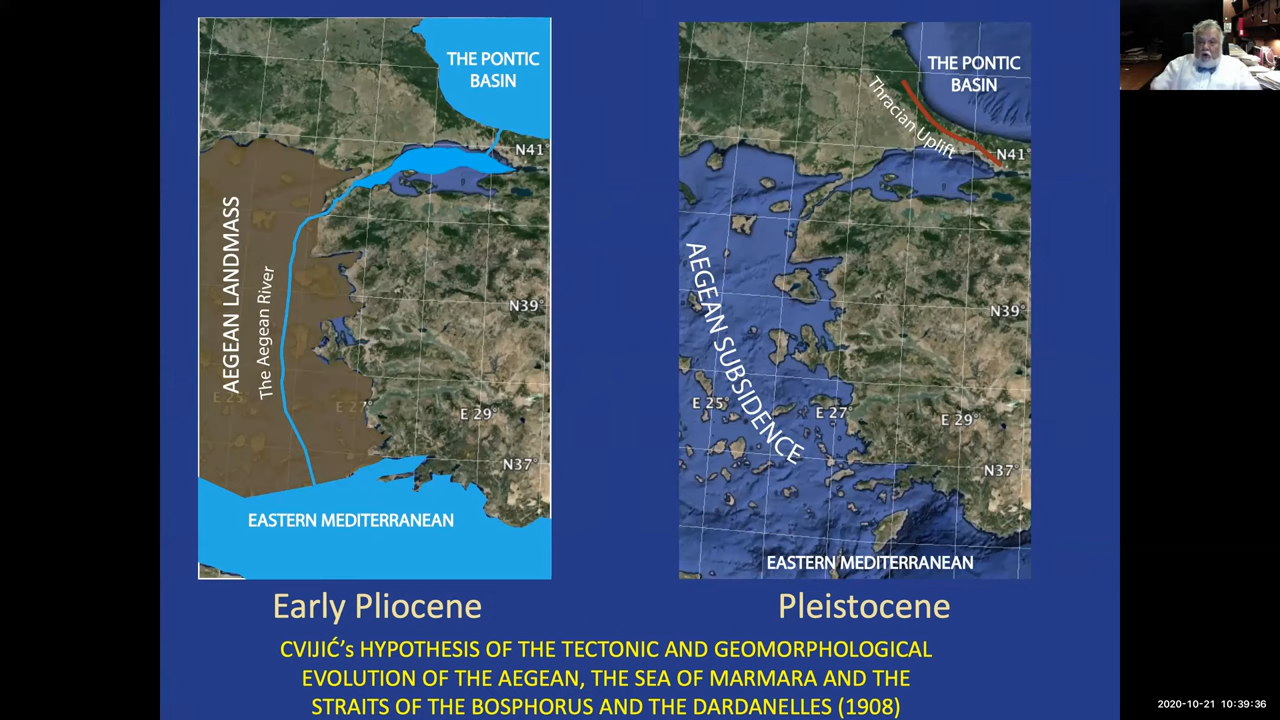 THE PONTIC
BASIN
N41°
AEGEAN LANDMASS
The Aegean River
N39°
E 25°
E 27°
E 29°
N37°
EASTERN MEDITERRANEAN
Early Pliocene
THE PONTIC
BASIN
Thracian Uplift
N41°
AEGEAN SUBSIDENCE
N39°
E 25°
E 27°
E 29°
N37°
EASTERN MEDITERRANEAN
Pleistocene
CVIJIĆ’s HYPOTHESIS OF THE TECTONIC AND GEOMORPHOLOGICAL
EVOLUTION OF THE AEGEAN, THE SEA OF MARMARA AND THE
STRAITS OF THE BOSPHORUS AND THE DARDANELLES (1908)
2020-10-21 10:39:36